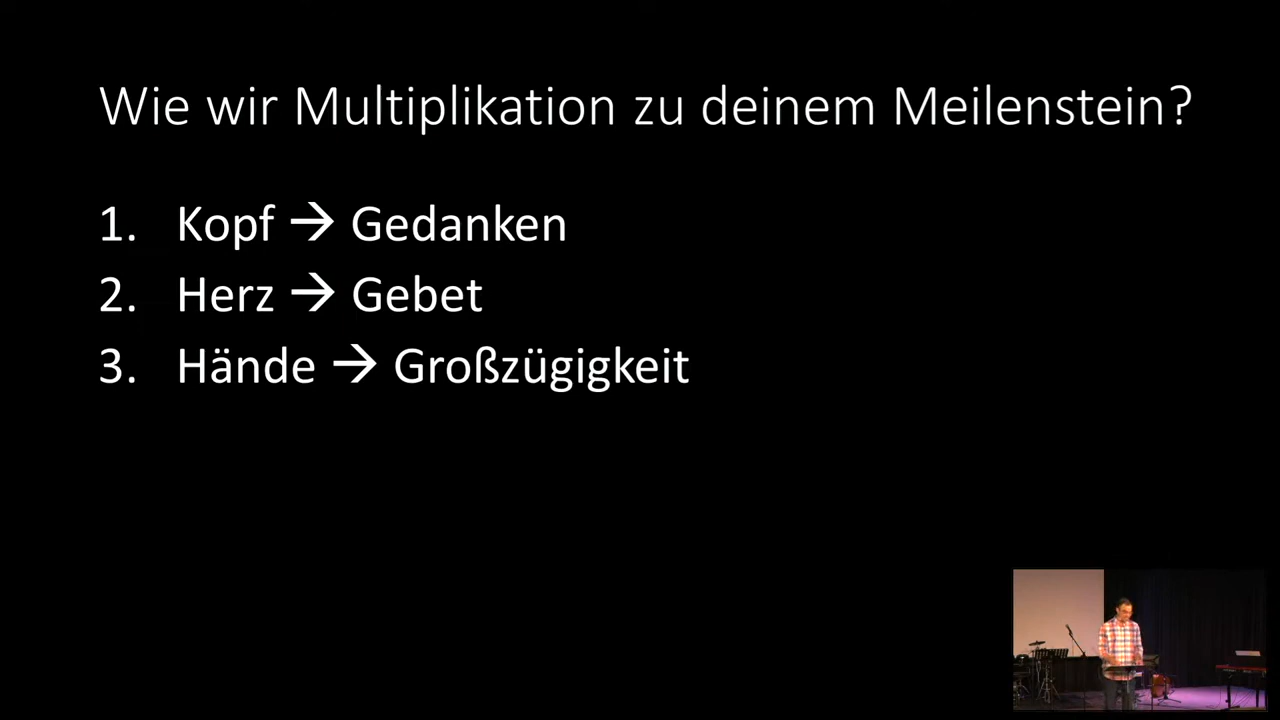 Wie wir Multiplikation zu deinem Meilenstein?
1. Kopf → Gedanken
2. Herz → Gebet
3. Hände → Großzügigkeit